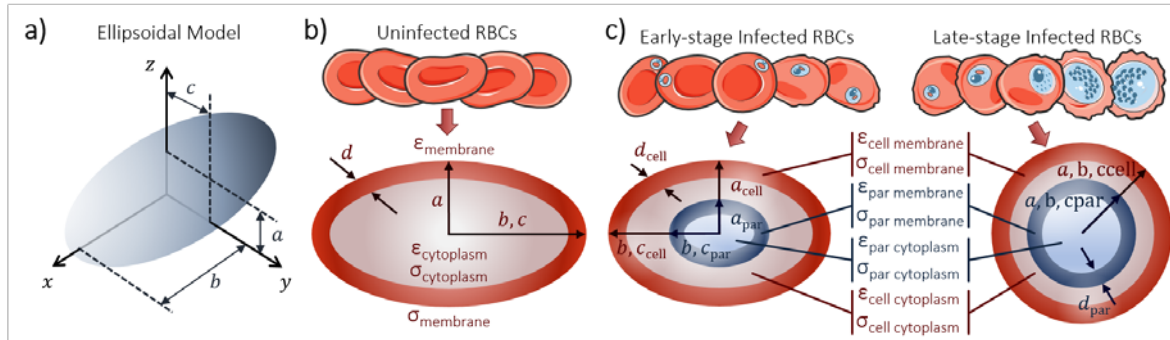 a)
Ellipsoidal Model
z
c
a
b
x
y
b)
Uninfected RBCs
εmembrane
d
a
b, c
εcytoplasm
σcytoplasm
σmembrane
c)
Early-stage Infected RBCs
Late-stage Infected RBCs
dcell
acell
apar
b, ccell
b, cpar
εcell membrane
σcell membrane
εpar membrane
σpar membrane
εpar cytoplasm
σpar cytoplasm
εcell cytoplasm
σcell cytoplasm
a, b, ccell
a, b, cpar
dpar